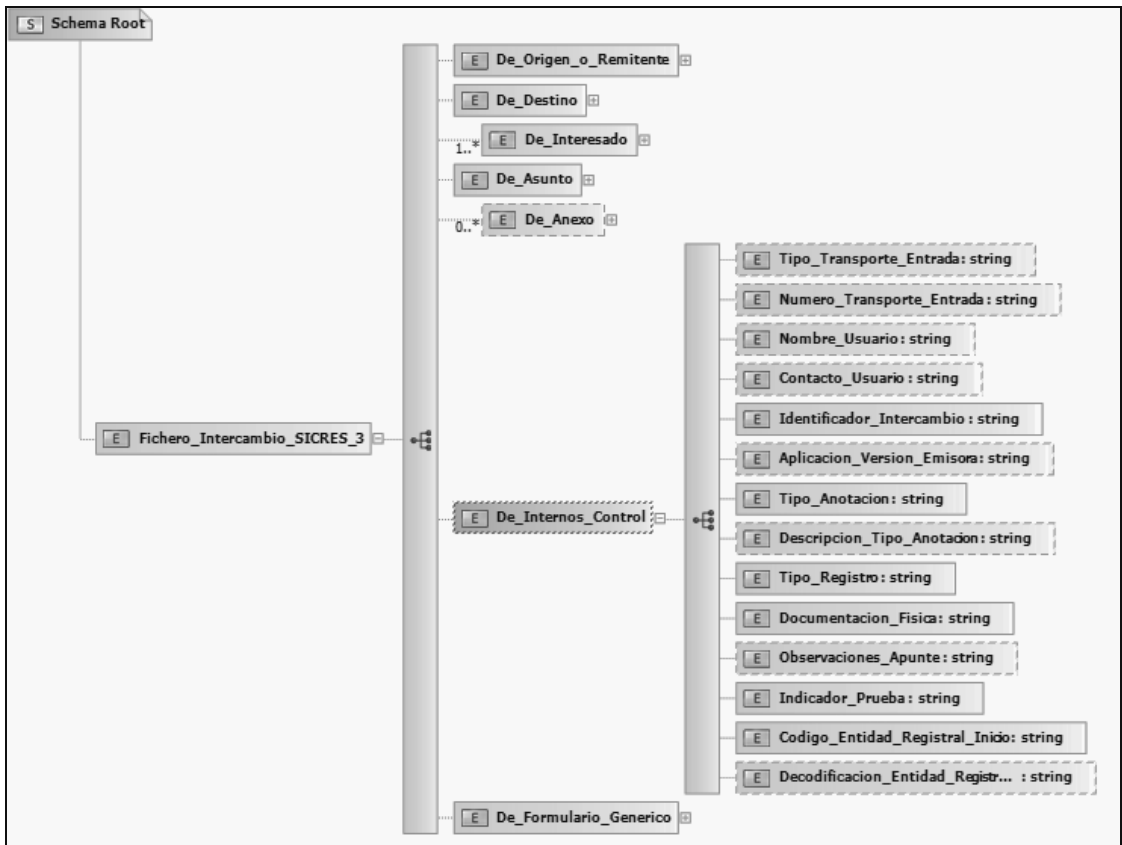 S Schema Root
E De_Origen_o_Remitente
E De_Destino
1..* E De_Interesado
E De_Asunto
0..* E De_Anexo
E Tipo_Transporte_Entrada: string
E Numero_Transporte_Entrada: string
E Nombre_Usuario: string
E Contacto_Usuario: string
E Identificador_Intercambio: string
E Fichero_Intercambio_SICRES_3
E Aplicacion_Version_Emisora: string
E Tipo_Anotacion: string
E De_Internos_Control
E Descripcion_Tipo_Anotacion: string
E Tipo_Registro: string
E Documentacion_Fisica: string
E Observaciones_Apunte: string
E Indicador_Prueba: string
E Codigo_Entidad_Registral_Inicio: string
E Decodificacion_Entidad_Registr... : string
E De_Formulario_Generico